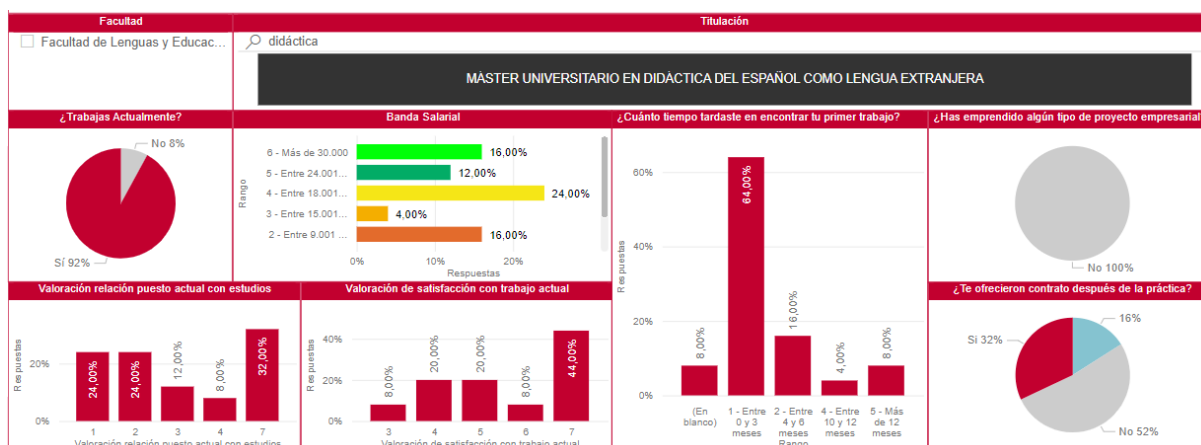 Facultad
Titulación
Facultad de Lenguas y Educac...
didáctica
MÁSTER UNIVERSITARIO EN DIDÁCTICA DEL ESPAÑOL COMO LENGUA EXTRANJERA
¿Trabajas Actualmente?
No 8%
Sí 92%
Banda Salarial
Rango
6 - Más de 30.000
16,00%
5 - Entre 24.001...
12,00%
4 - Entre 18.001...
24,00%
3 - Entre 15.001...
4,00%
2 - Entre 9.001 ...
16,00%
0%
10%
20%
Respuestas
¿Cuánto tiempo tardaste en encontrar tu primer trabajo?
Respuestas
60%
40%
20%
0%
8,00%
64,00%
16,00%
4,00%
8,00%
(En blanco)
1 - Entre 0 y 3 meses
2 - Entre 4 y 6 meses
4 - Entre 10 y 12 meses
5 - Más de 12 meses
Rango
¿Has emprendido algún tipo de proyecto empresarial
No 100%
Valoración relación puesto actual con estudios
Respuestas
20%
0%
24,00%
24,00%
12,00%
8,00%
32,00%
1
2
3
4
7
Valoración relación puesto actual con estudios
Valoración de satisfacción con trabajo actual
Respuestas
40%
20%
0%
8,00%
20,00%
20,00%
8,00%
44,00%
3
4
5
6
7
Valoración de satisfacción con trabajo actual
¿Te ofrecieron contrato después de la práctica?
16%
Sí 32%
No 52%